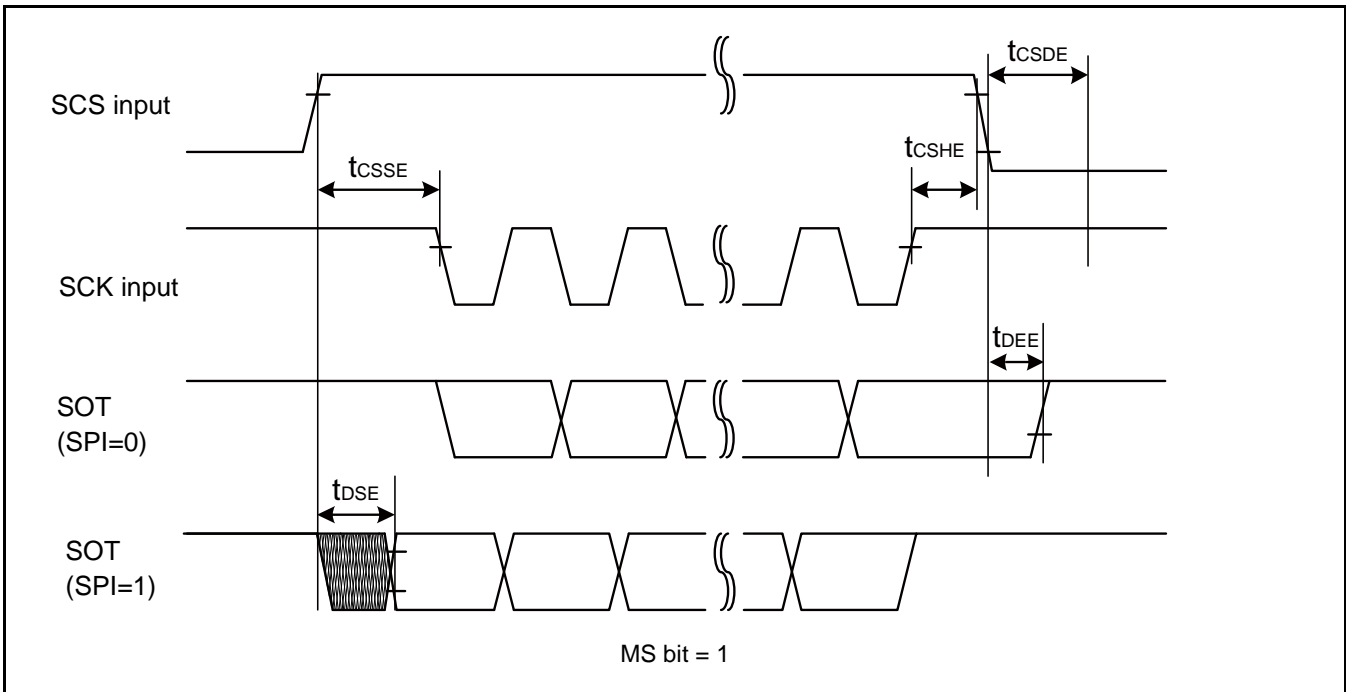 tCSDE
SCS input
tCSHE
tCSSE
SCK input
tDEE
SOT
(SPI=0)
tDSE
SOT
(SPI=1)
MS bit = 1